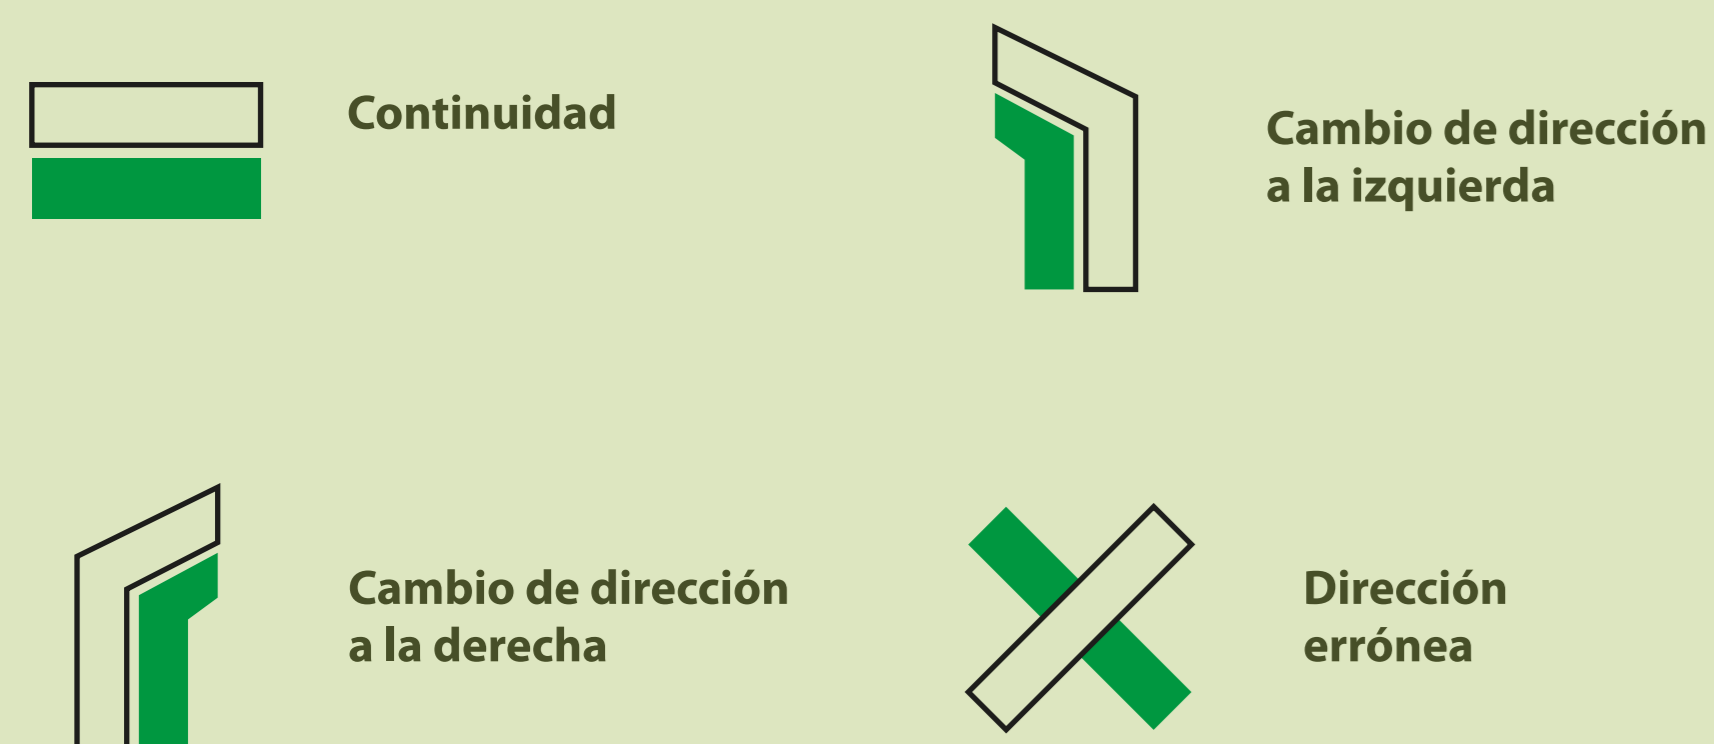 Continuidad
Cambio de dirección
a la izquierda
Cambio de dirección
a la derecha
Dirección
errónea